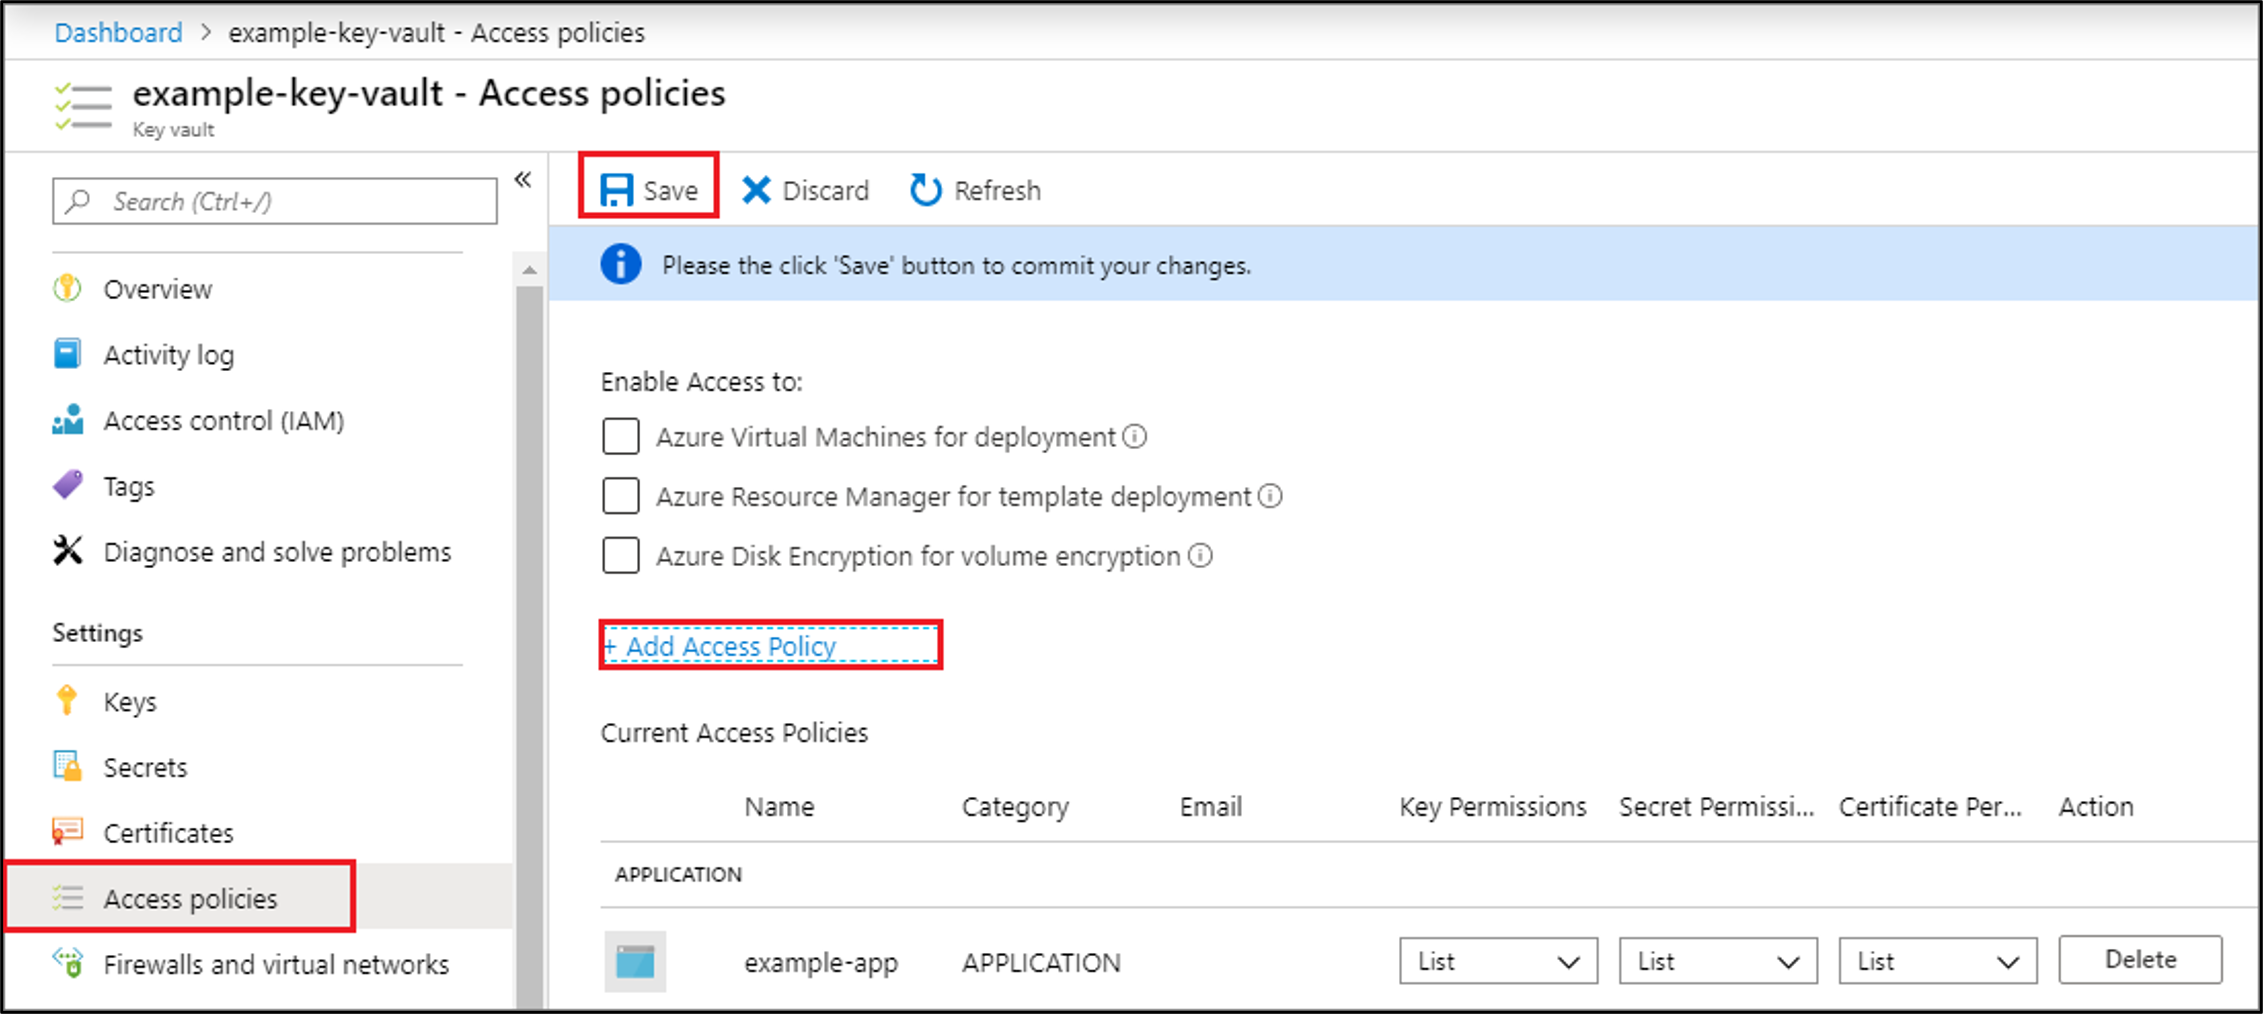 Dashboard > example-key-vault - Access policies
example-key-vault - Access policies
Key vault
Search (Ctrl+/)
«
Overview
Activity log
Access control (IAM)
Tags
Diagnose and solve problems
Settings
Keys
Secrets
Certificates
Access policies
Firewalls and virtual networks
Save Discard Refresh
Please the click 'Save' button to commit your changes.
Enable Access to:
Azure Virtual Machines for deployment
Azure Resource Manager for template deployment
Azure Disk Encryption for volume encryption
+ Add Access Policy
Current Access Policies
Name Category Email Key Permissions Secret Permissi... Certificate Per... Action
APPLICATION
example-app APPLICATION List List List Delete